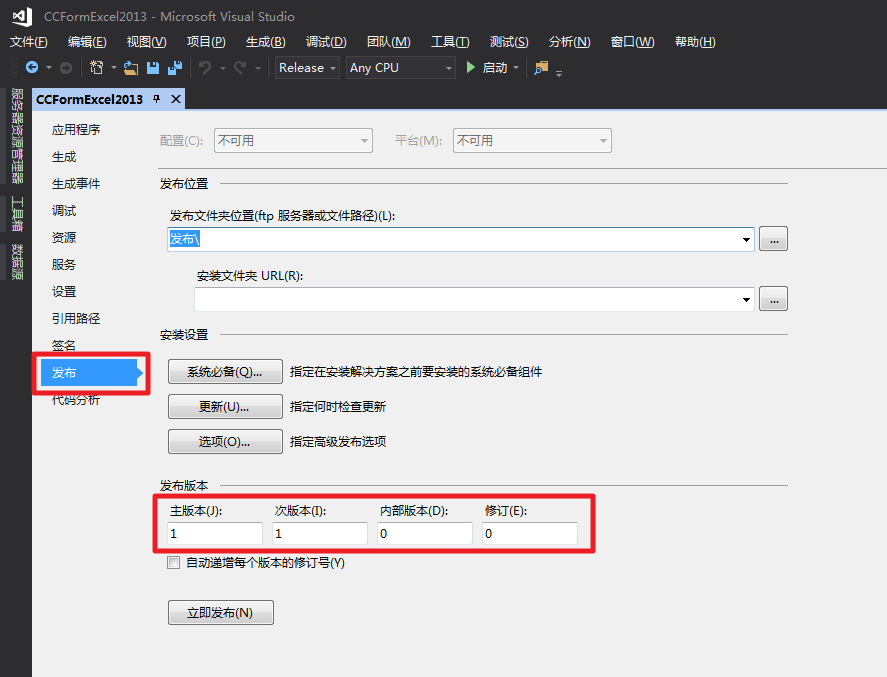 CCFormExcel2013 - Microsoft Visual Studio
文件(F) 编辑(E) 视图(V) 项目(P) 生成(B) 调试(D) 团队(M) 工具(T) 测试(S) 分析(N) 窗口(W) 帮助(H)
Release Any CPU 启动
服务器资源管理器
工具箱
数据源
CCFormExcel2013
应用程序
生成
生成事件
调试
资源
服务
设置
引用路径
签名
发布
代码分析
配置(C): 不可用 平台(M): 不可用
发布位置
发布文件夹位置(ftp 服务器或文件路径)(L):
发布\
...
安装文件夹 URL(R):
...
安装设置
系统必备(Q)... 指定在安装解决方案之前要安装的系统必备组件
更新(U)... 指定何时检查更新
选项(O)... 指定高级发布选项
发布版本
主版本(J): 次版本(I): 内部版本(D): 修订(E):
1 1 0 0
自动递增每个版本的修订号(Y)
立即发布(N)